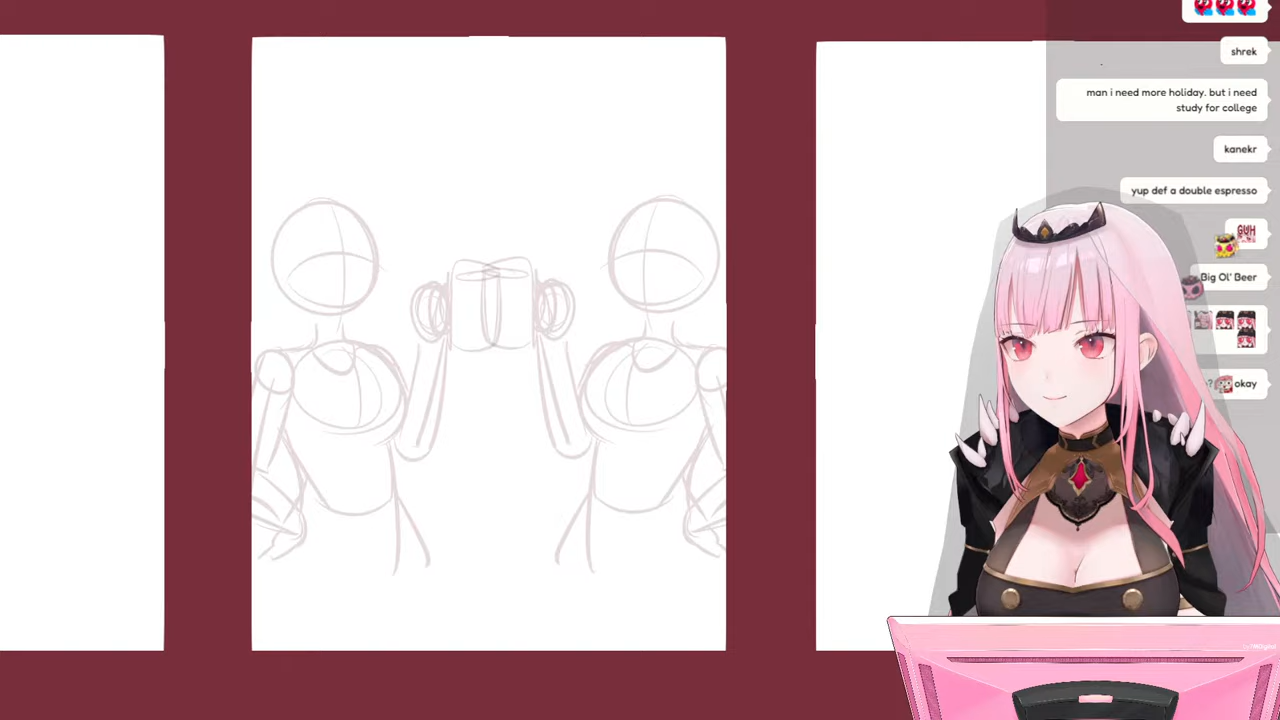 shrek
man i need more holiday. but i need
study for college
kanekr
yup def a double espresso
GUH
Big Ol' Beer
? okay